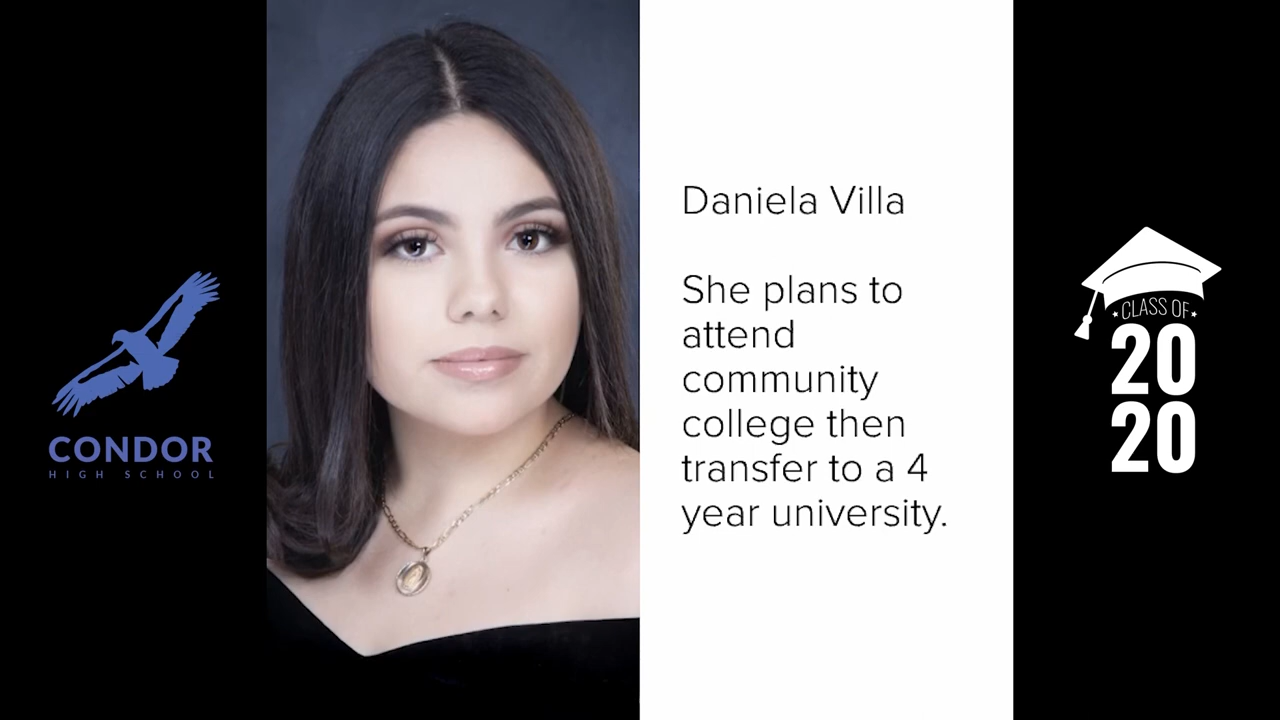 CONDOR
HIGH SCHOOL
Daniela Villa
She plans to
attend
community
college then
transfer to a 4
year university.
CLASS OF
20
20